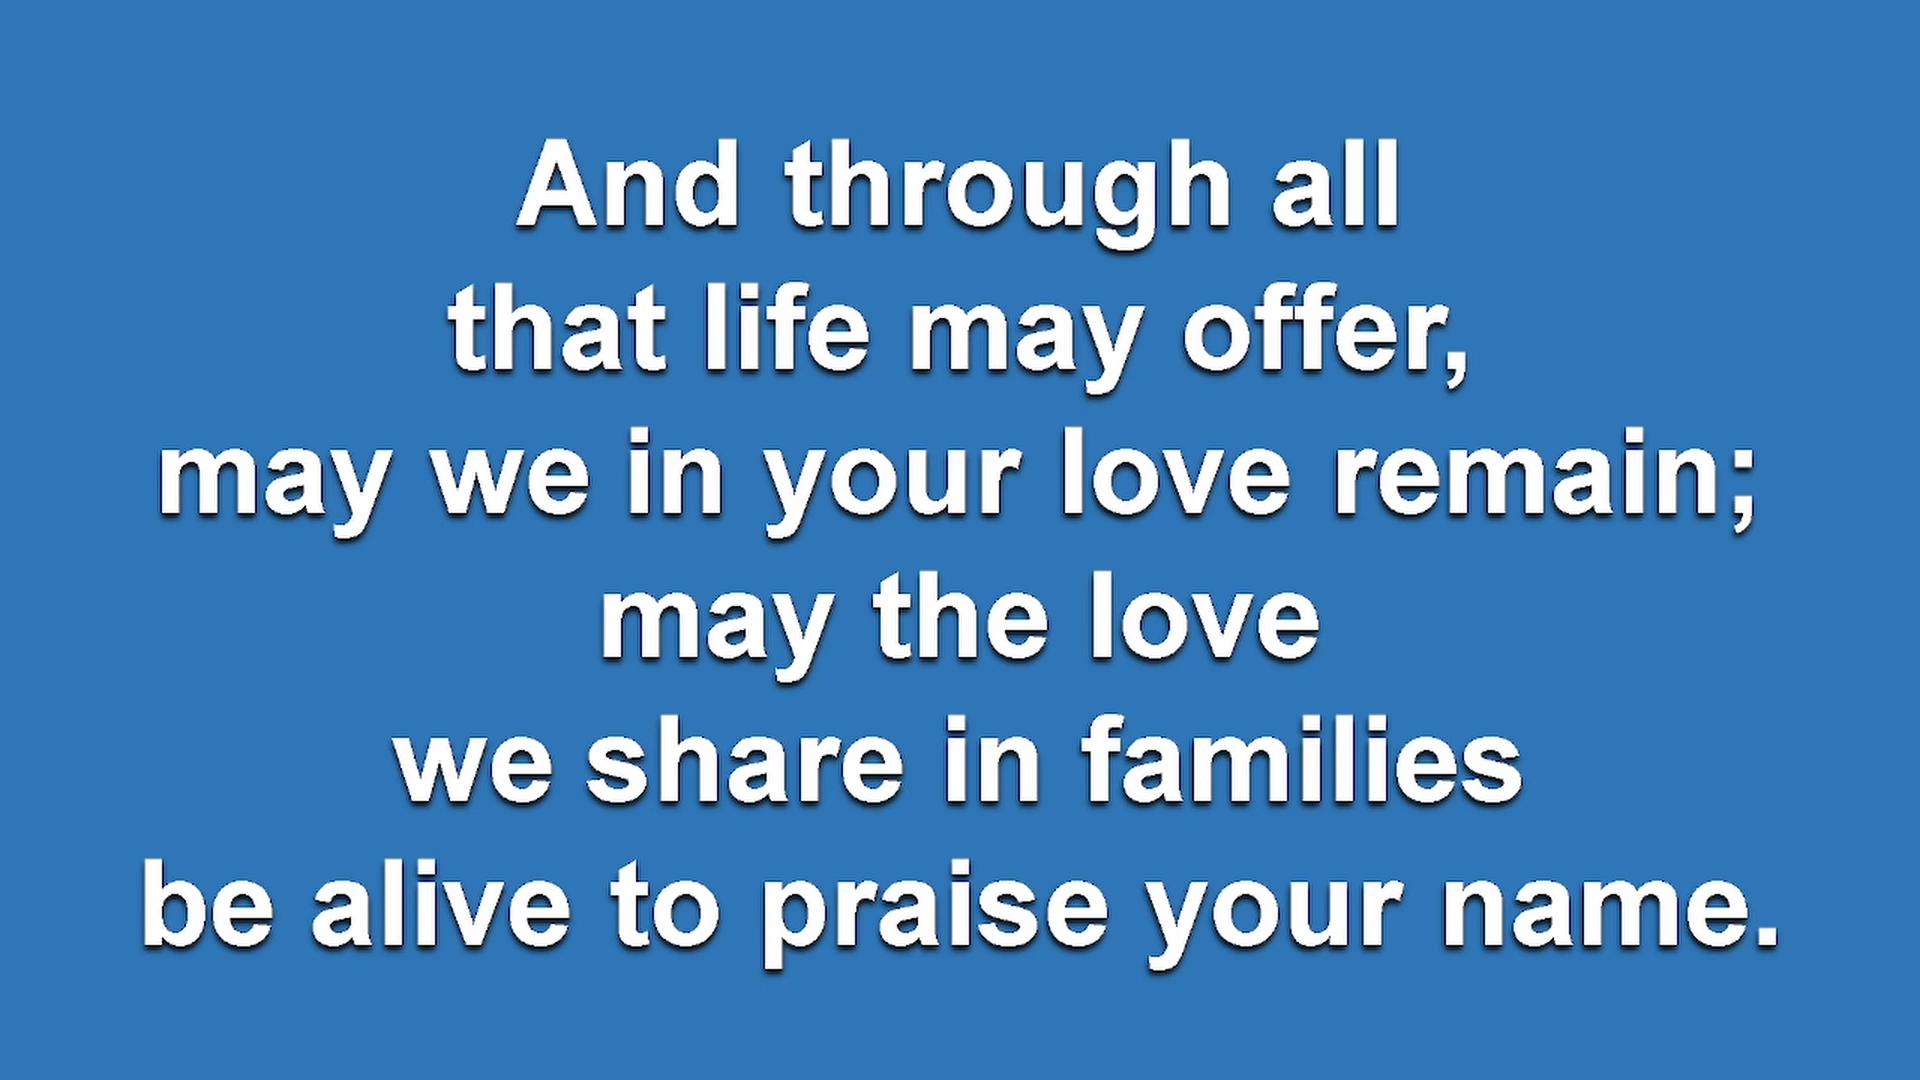 And through all
that life may offer,
may we in your love remain;
may the love
we share in families
be alive to praise your name.